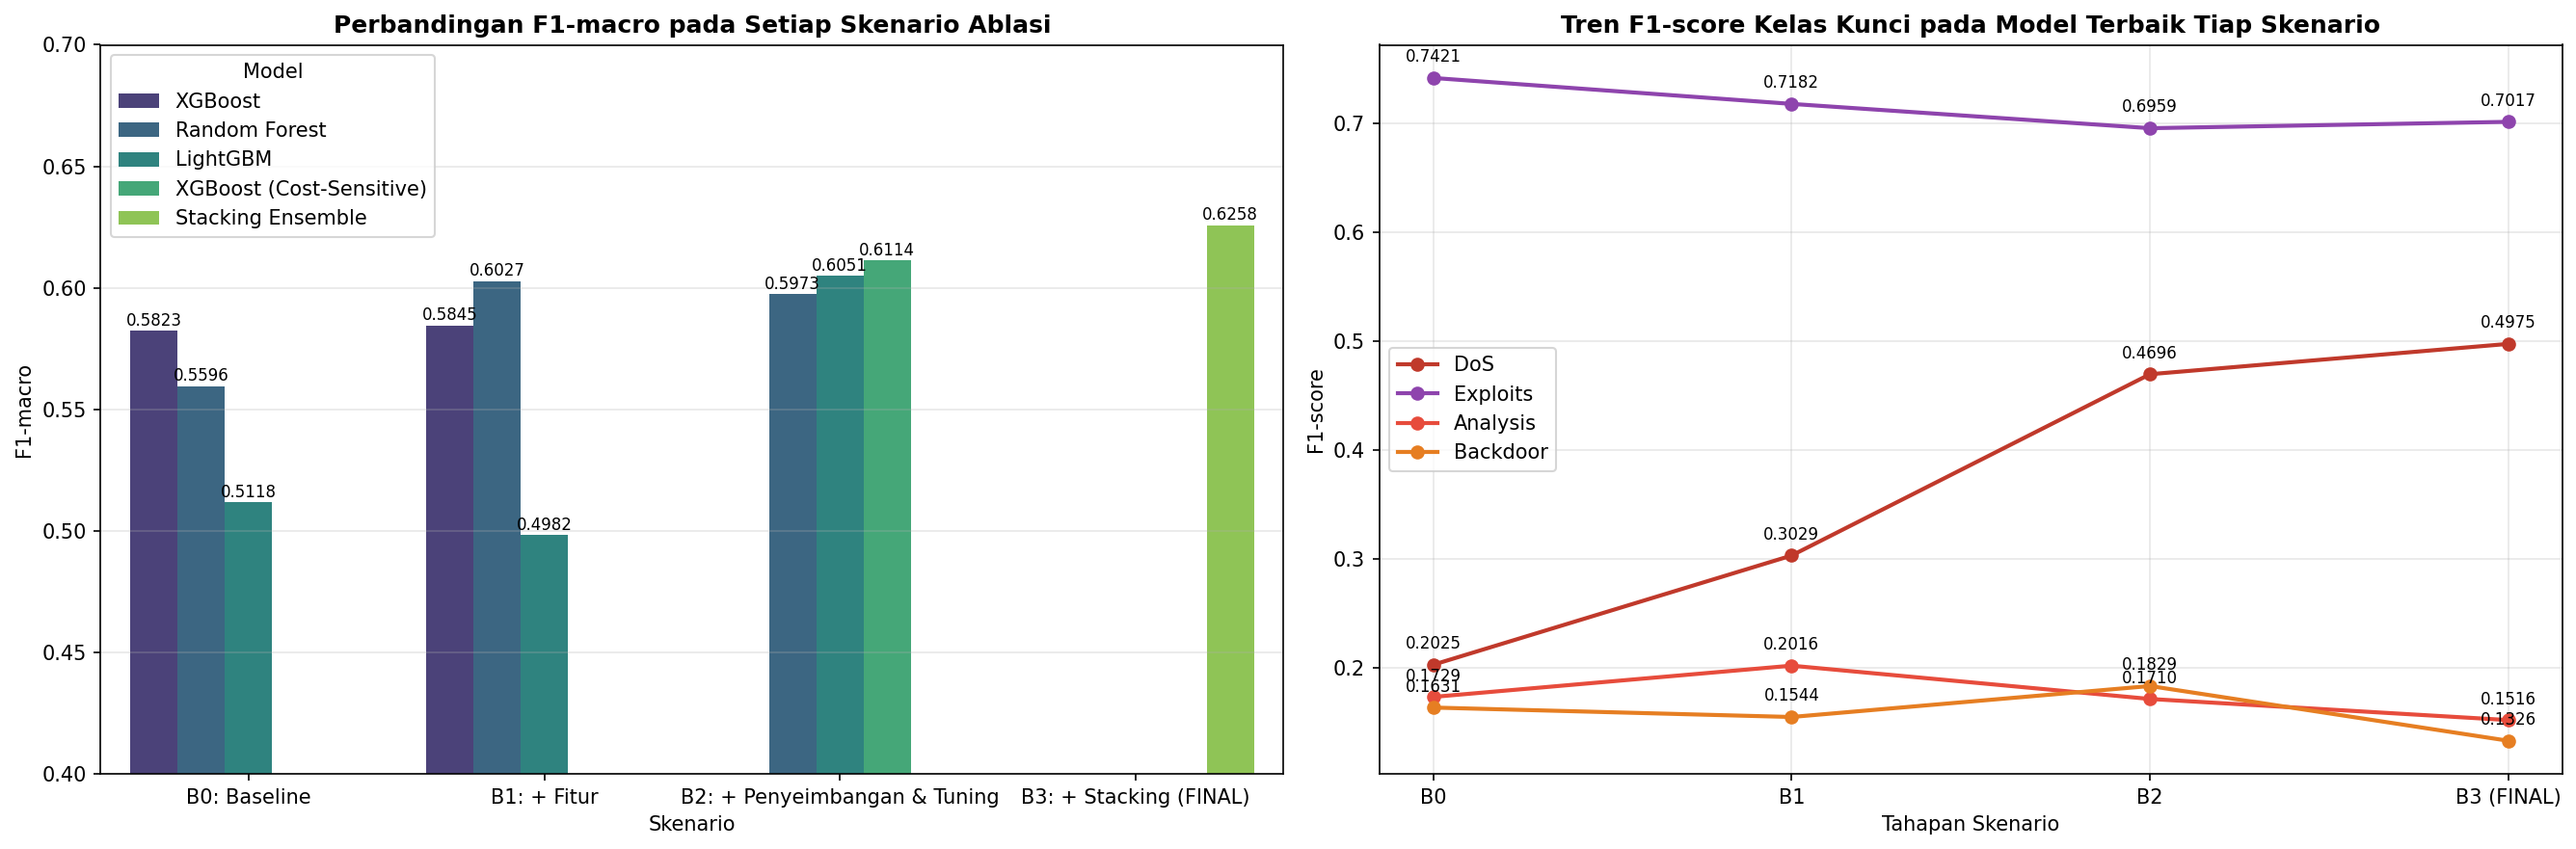 Perbandingan F1-macro pada Setiap Skenario Ablasi
0.70
0.65
0.60
0.55
0.50
0.45
0.40
F1-macro
Model
XGBoost
Random Forest
LightGBM
XGBoost (Cost-Sensitive)
Stacking Ensemble
0.5823
0.5596
0.5118
0.5845
0.6027
0.4982
0.5973
0.6051
0.6114
0.6258
B0: Baseline
B1: + Fitur
B2: + Penyeimbangan & Tuning
B3: + Stacking (FINAL)
Skenario
Tren F1-score Kelas Kunci pada Model Terbaik Tiap Skenario
0.7
0.6
0.5
0.4
0.3
0.2
F1-score
DoS
Exploits
Analysis
Backdoor
0.7421
0.7182
0.6959
0.7017
0.2025
0.3029
0.4696
0.4975
0.1729
0.2016
0.1710
0.1516
0.1631
0.1544
0.1829
0.1326
B0
B1
B2
B3 (FINAL)
Tahapan Skenario